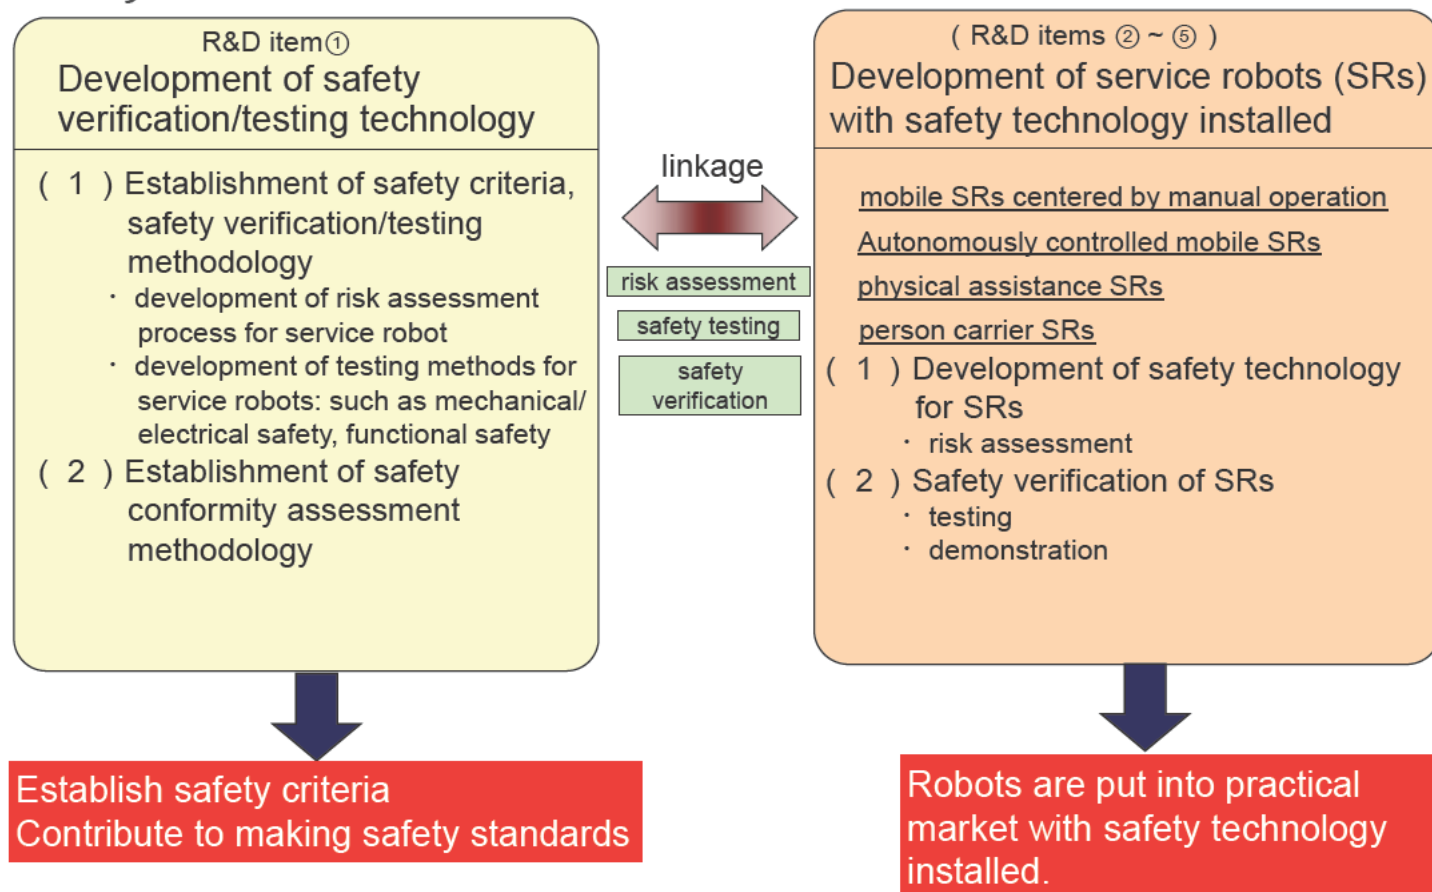 R&D item①
Development of safety
verification/testing technology
( 1 ) Establishment of safety criteria,
safety verification/testing
methodology
・ development of risk assessment
process for service robot
・ development of testing methods for
service robots: such as mechanical/
electrical safety, functional safety
( 2 ) Establishment of safety
conformity assessment
methodology
linkage
risk assessment
safety testing
safety
verification
( R&D items ② ~ ⑤ )
Development of service robots (SRs)
with safety technology installed
mobile SRs centered by manual operation
Autonomously controlled mobile SRs
physical assistance SRs
person carrier SRs
( 1 ) Development of safety technology
for SRs
・ risk assessment
( 2 ) Safety verification of SRs
・ testing
・ demonstration
Establish safety criteria
Contribute to making safety standards
Robots are put into practical
market with safety technology
installed.